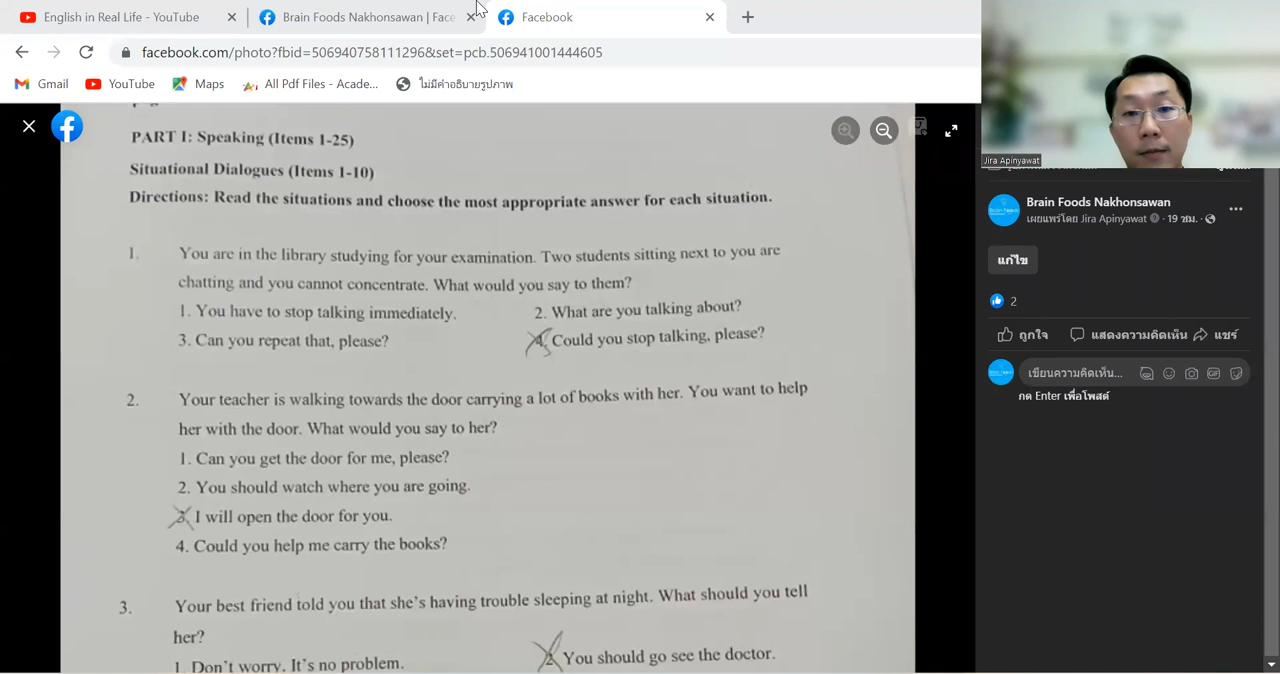 English in Real Life - YouTube
Brain Foods Nakhonsawan | Face
Facebook
facebook.com/photo?fbid=506940758111296&set=pcb.506941001444605
Gmail
YouTube
Maps
All Pdf Files - Acade...
ไม่มีคำอธิบายรูปภาพ
Jira Apinyawat
PART I: Speaking (Items 1-25)
Situational Dialogues (Items 1-10)
Directions: Read the situations and choose the most appropriate answer for each situation.
1. You are in the library studying for your examination. Two students sitting next to you are
chatting and you cannot concentrate. What would you say to them?
1. You have to stop talking immediately. 2. What are you talking about?
3. Can you repeat that, please? 4. Could you stop talking, please?
2. Your teacher is walking towards the door carrying a lot of books with her. You want to help
her with the door. What would you say to her?
1. Can you get the door for me, please?
2. You should watch where you are going.
3. I will open the door for you.
4. Could you help me carry the books?
3. Your best friend told you that she's having trouble sleeping at night. What should you tell
her?
1. Don't worry. It's no problem. 2. You should go see the doctor.
Brain Foods Nakhonsawan
เผยแพร่โดย Jira Apinyawat
19 ชม.
แก้ไข
2
ถูกใจ
แสดงความคิดเห็น
แชร์
เขียนความคิดเห็น...
กด Enter เพื่อโพสต์